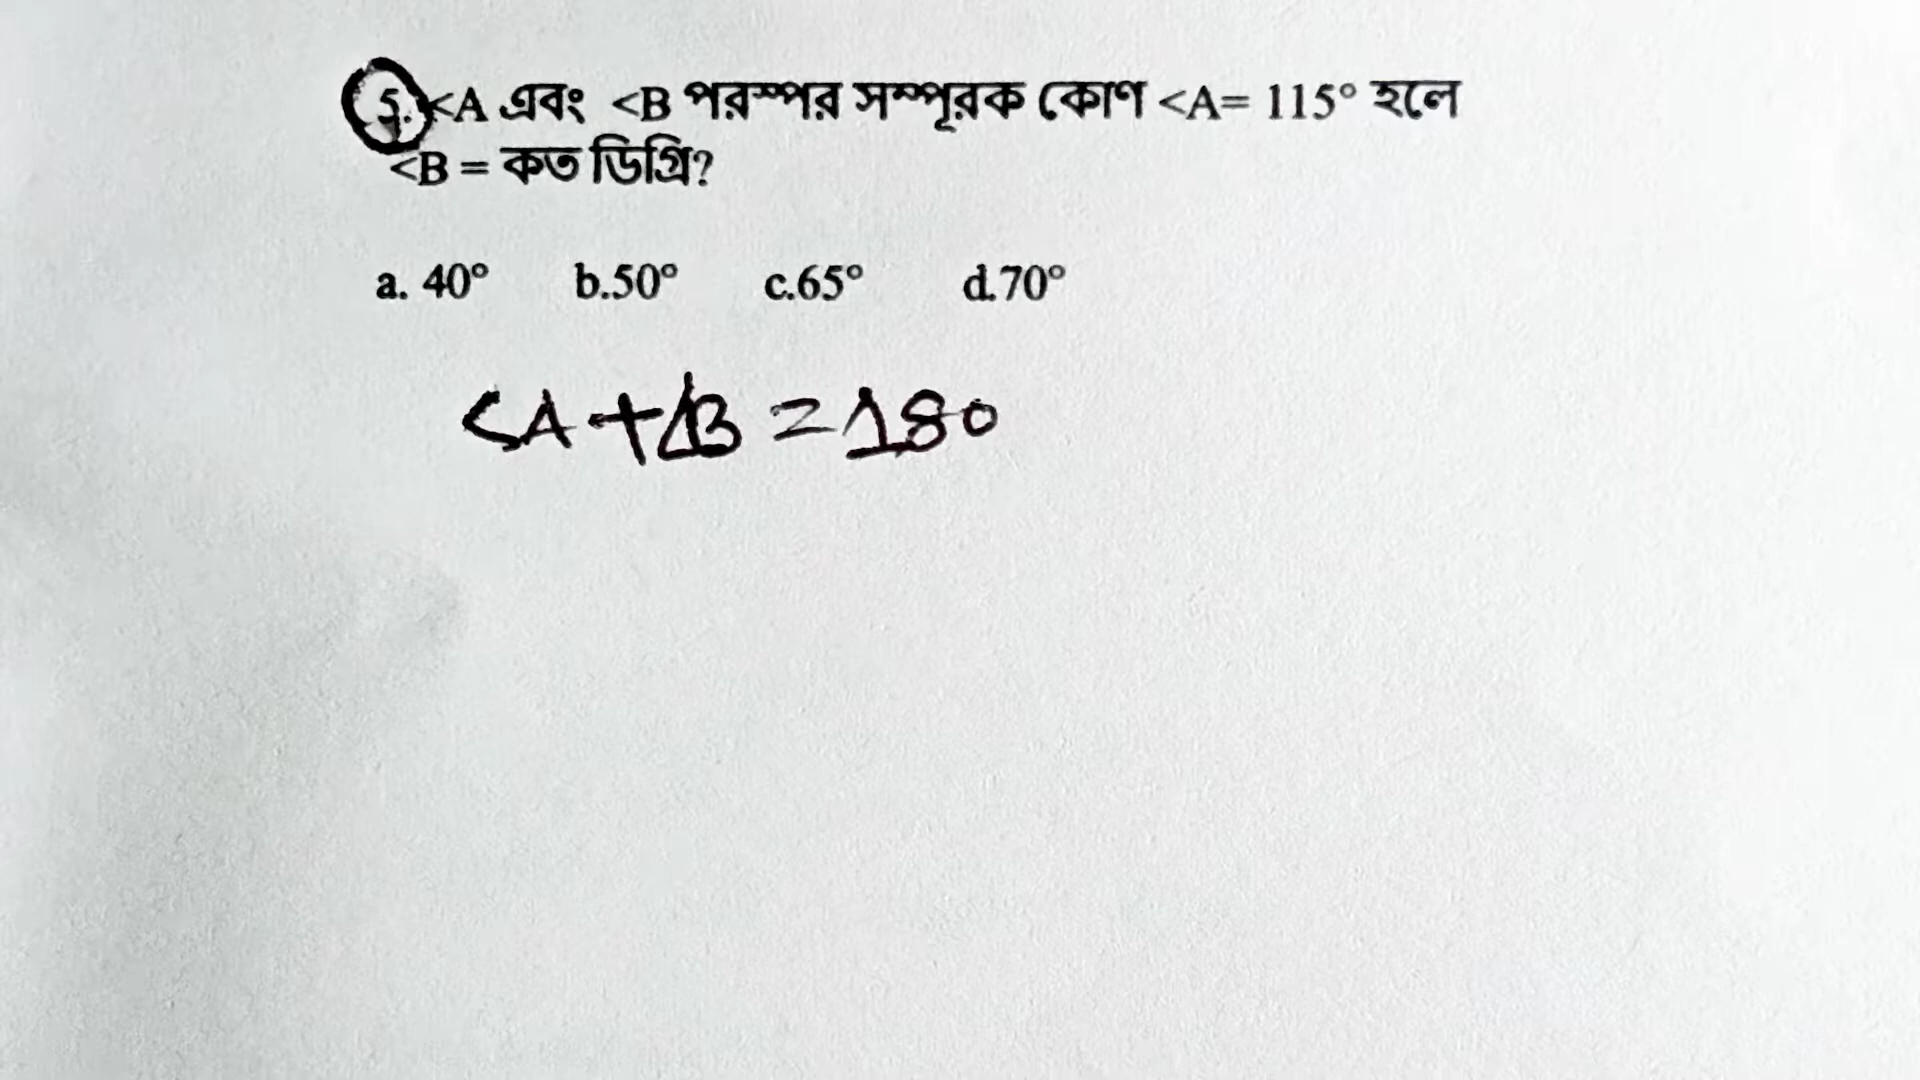 5. <A এবং <B পরস্পর সম্পূরক কোণ <A= 115° হলে
<B = কত ডিগ্রি?
a. 40° b.50° c.65° d.70°
<A+∠B = 180